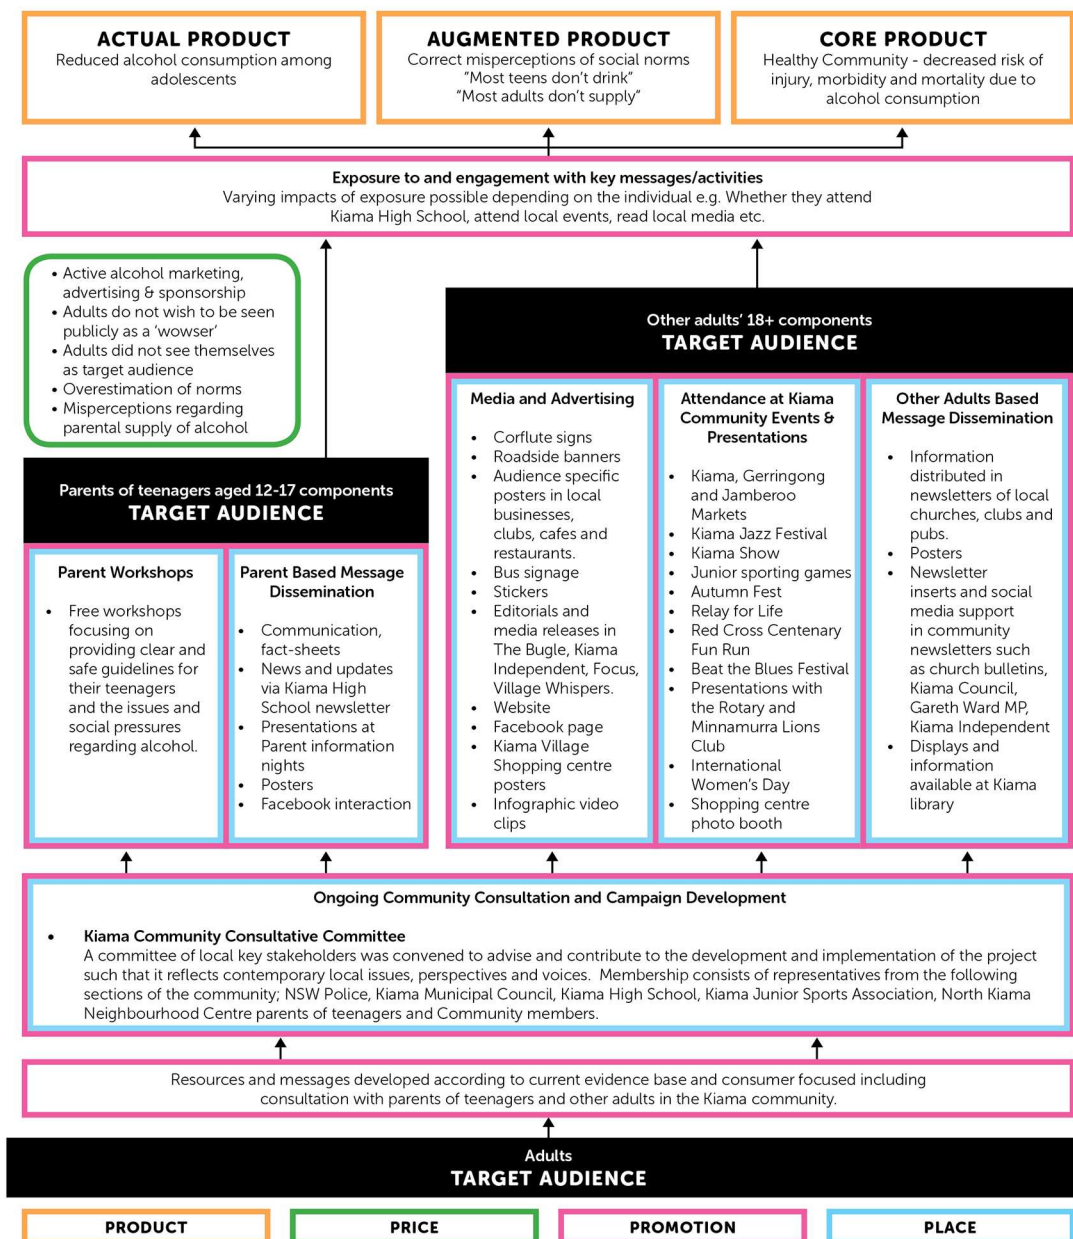 ACTUAL PRODUCT
Reduced alcohol consumption among
adolescents
AUGMENTED PRODUCT
Correct misperceptions of social norms
“Most teens don’t drink”
“Most adults don’t supply”
CORE PRODUCT
Healthy Community - decreased risk of
injury, morbidity and mortality due to
alcohol consumption
Exposure to and engagement with key messages/activities
Varying impacts of exposure possible depending on the individual e.g. Whether they attend
Kiama High School, attend local events, read local media etc.
• Active alcohol marketing,
advertising & sponsorship
• Adults do not wish to be seen
publicly as a ‘wowser’
• Adults did not see themselves
as target audience
• Overestimation of norms
• Misperceptions regarding
parental supply of alcohol
Parents of teenagers aged 12-17 components
TARGET AUDIENCE
Parent Workshops
• Free workshops
focusing on
providing clear and
safe guidelines for
their teenagers
and the issues and
social pressures
regarding alcohol.
Parent Based Message
Dissemination
• Communication,
fact-sheets
• News and updates
via Kiama High
School newsletter
• Presentations at
Parent information
nights
• Posters
• Facebook interaction
Other adults’ 18+ components
TARGET AUDIENCE
Media and Advertising
• Corflute signs
• Roadside banners
• Audience specific
posters in local
businesses,
clubs, cafes and
restaurants.
• Bus signage
• Stickers
• Editorials and
media releases in
The Bugle, Kiama
Independent, Focus,
Village Whispers.
• Website
• Facebook page
• Kiama Village
Shopping centre
posters
• Infographic video
clips
Attendance at Kiama
Community Events &
Presentations
• Kiama, Gerringong
and Jamberoo
Markets
• Kiama Jazz Festival
• Kiama Show
• Junior sporting games
• Autumn Fest
• Relay for Life
• Red Cross Centenary
Fun Run
• Beat the Blues Festival
• Presentations with
the Rotary and
Minnamurra Lions
Club
• International
Women’s Day
• Shopping centre
photo booth
Other Adults Based
Message Dissemination
• Information
distributed in
newsletters of local
churches, clubs and
pubs.
• Posters
• Newsletter
inserts and social
media support
in community
newsletters such
as church bulletins,
Kiama Council,
Gareth Ward MP,
Kiama Independent
• Displays and
information
available at Kiama
library
Ongoing Community Consultation and Campaign Development
• Kiama Community Consultative Committee
A committee of local key stakeholders was convened to advise and contribute to the development and implementation of the project
such that it reflects contemporary local issues, perspectives and voices. Membership consists of representatives from the following
sections of the community; NSW Police, Kiama Municipal Council, Kiama High School, Kiama Junior Sports Association, North Kiama
Neighbourhood Centre parents of teenagers and Community members.
Resources and messages developed according to current evidence base and consumer focused including
consultation with parents of teenagers and other adults in the Kiama community.
Adults
TARGET AUDIENCE
PRODUCT
PRICE
PROMOTION
PLACE